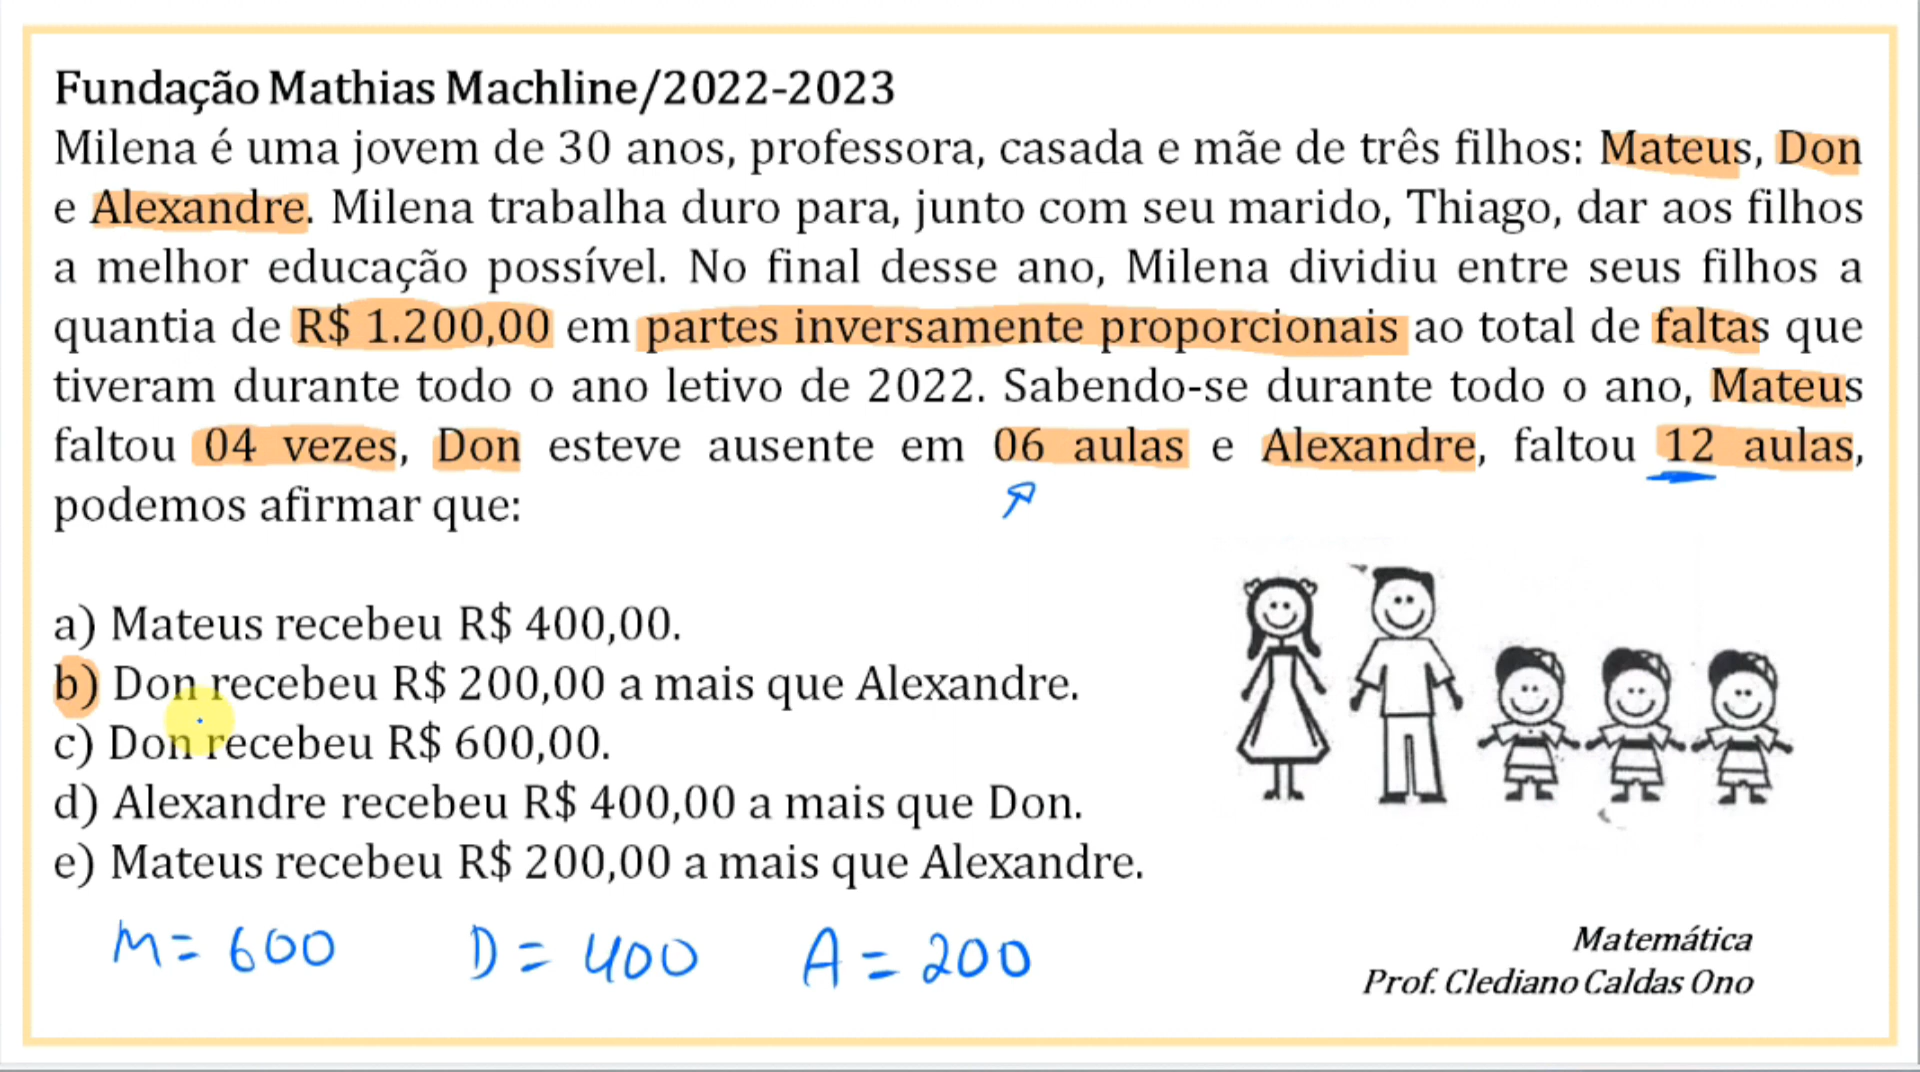 Fundação Mathias Machline/2022-2023
Milena é uma jovem de 30 anos, professora, casada e mãe de três filhos: Mateus, Don
e Alexandre. Milena trabalha duro para, junto com seu marido, Thiago, dar aos filhos
a melhor educação possível. No final desse ano, Milena dividiu entre seus filhos a
quantia de R$ 1.200,00 em partes inversamente proporcionais ao total de faltas que
tiveram durante todo o ano letivo de 2022. Sabendo-se durante todo o ano, Mateus
faltou 04 vezes, Don esteve ausente em 06 aulas e Alexandre, faltou 12 aulas,
podemos afirmar que:
a) Mateus recebeu R$ 400,00.
b) Don recebeu R$ 200,00 a mais que Alexandre.
c) Don recebeu R$ 600,00.
d) Alexandre recebeu R$ 400,00 a mais que Don.
e) Mateus recebeu R$ 200,00 a mais que Alexandre.
M = 600 D = 400 A = 200
Matemática
Prof. Clediano Caldas Ono